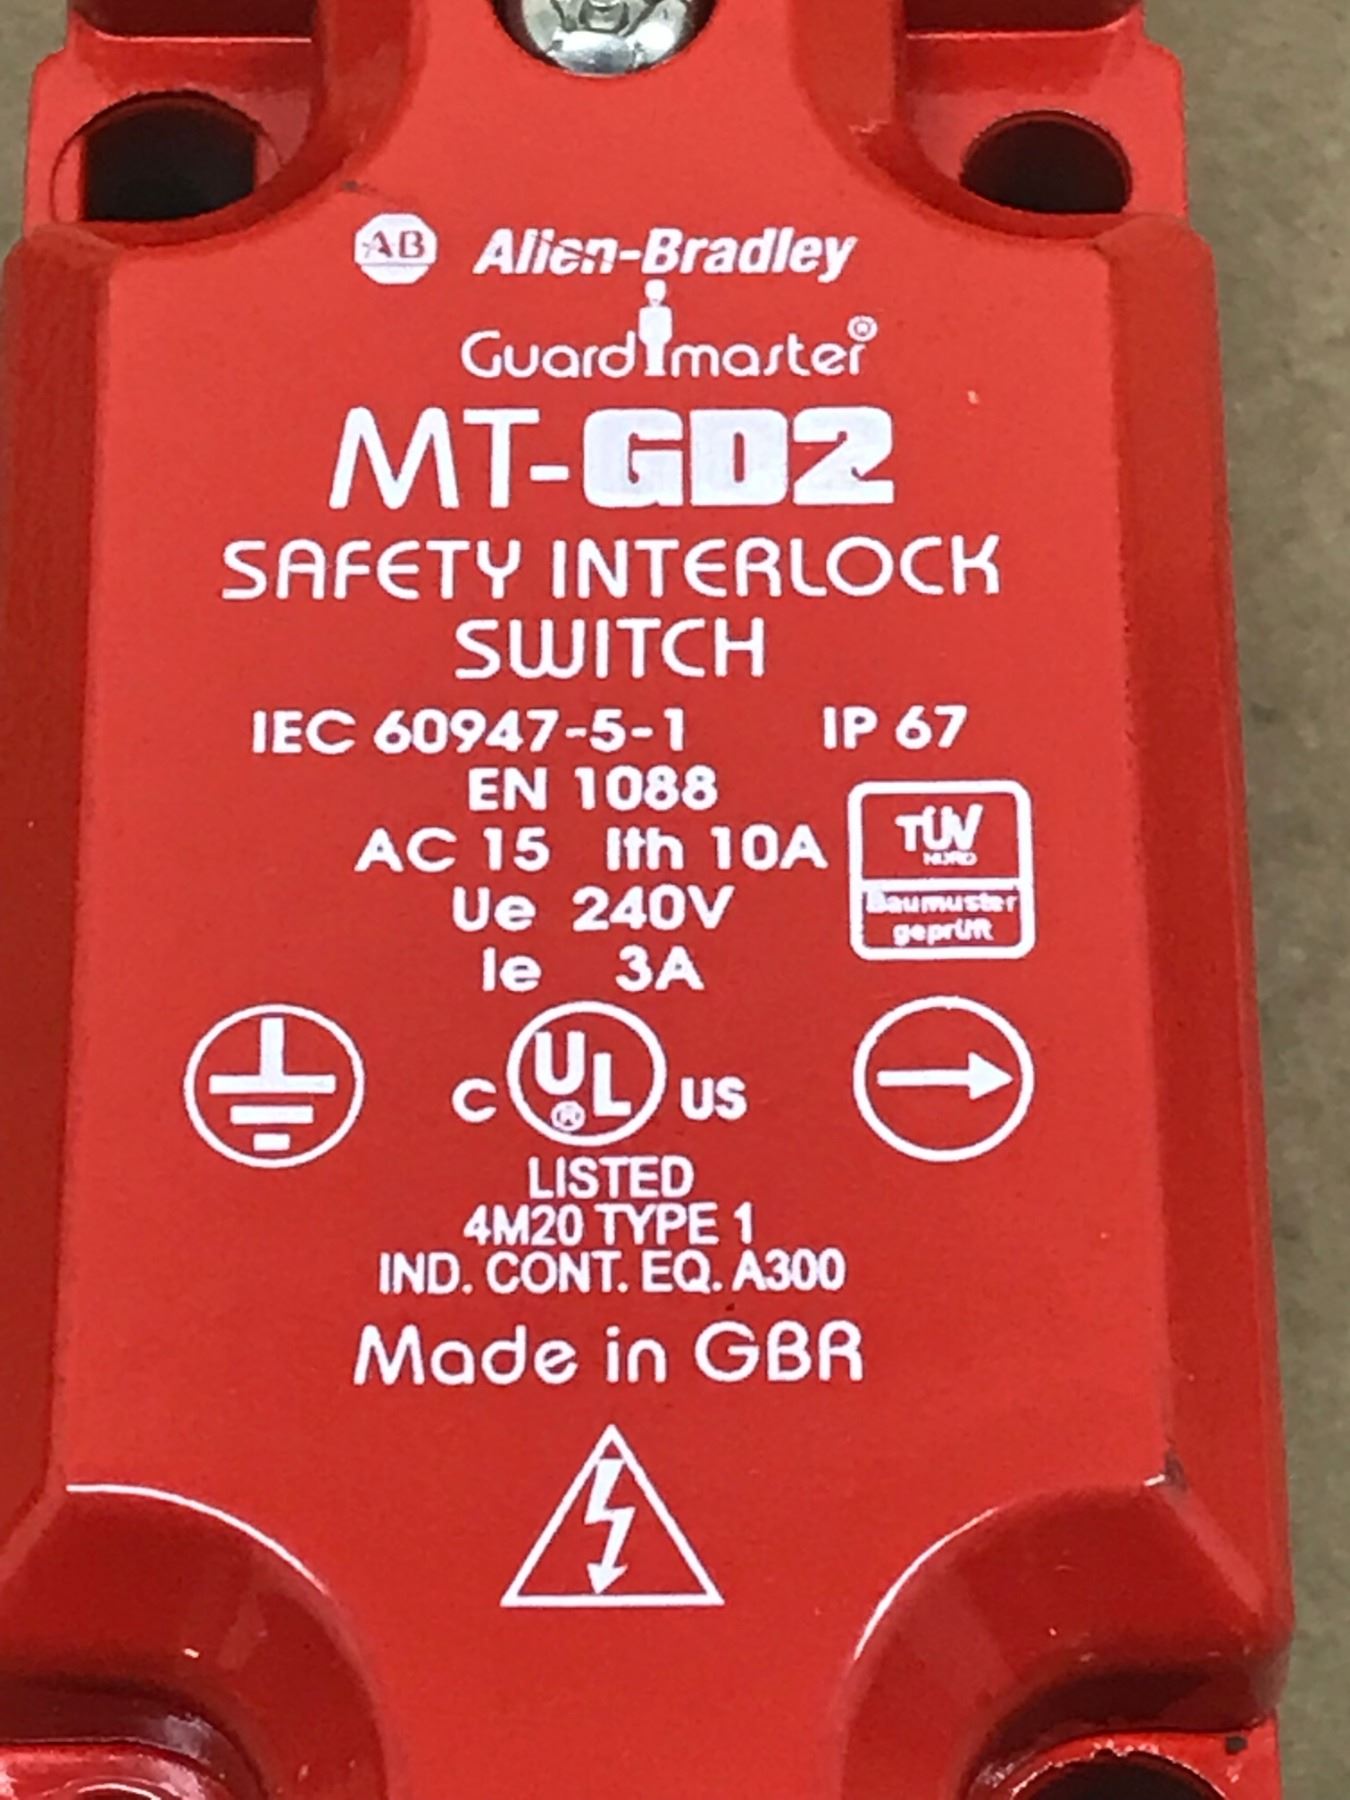 AB Allen-Bradley
Guardmaster®
MT-GD2
SAFETY INTERLOCK
SWITCH
IEC 60947-5-1 IP 67
EN 1088
AC 15 Ith 10A
Ue 240V
Ie 3A
TÜV
NORD
Baumuster
geprüft
C UL® US
LISTED
4M20 TYPE 1
IND. CONT. EQ. A300
Made in GBR